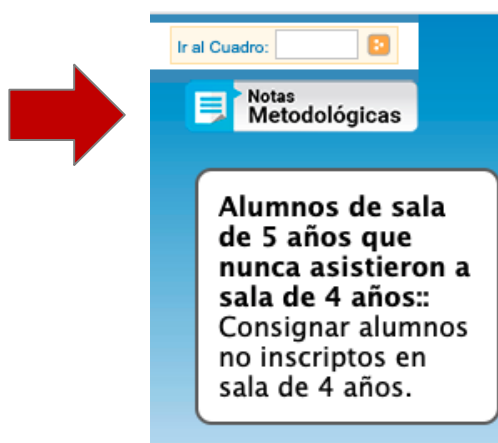 Ir al Cuadro:
Notas
Metodológicas
Alumnos de sala
de 5 años que
nunca asistieron a
sala de 4 años::
Consignar alumnos
no inscriptos en
sala de 4 años.